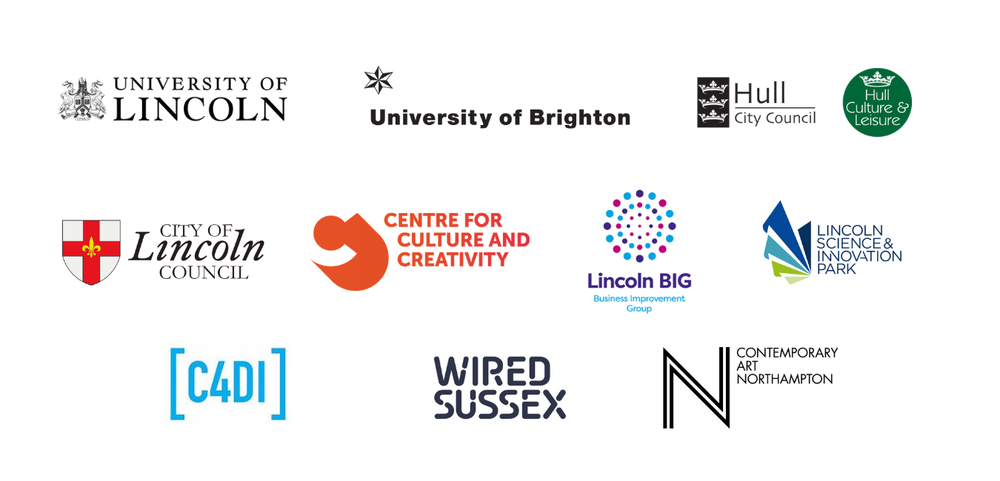 UNIVERSITY OF
LINCOLN
University of Brighton
Hull
City Council
Hull
Culture &
Leisure
CITY OF
Lincoln
COUNCIL
CENTRE FOR
CULTURE AND
CREATIVITY
Lincoln BIG
Business Improvement
Group
LINCOLN
SCIENCE &
INNOVATION
PARK
[C4DI]
WIRED
SUSSEX
N
CONTEMPORARY
ART
NORTHAMPTON